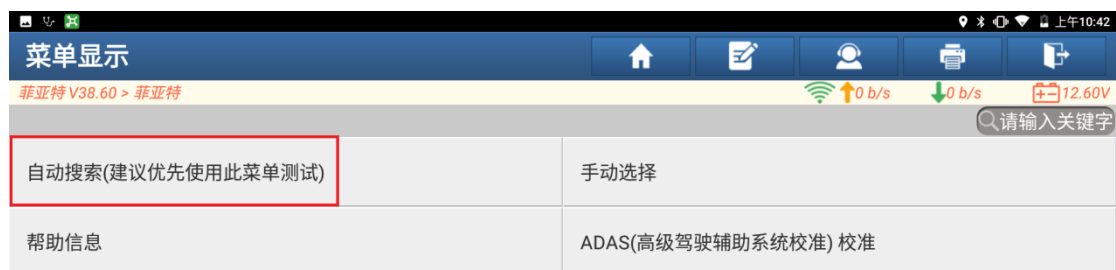 上午10:42
菜单显示
菲亚特 V38.60 > 菲亚特 0 b/s 0 b/s 12.60V
请输入关键字
自动搜索(建议优先使用此菜单测试) 手动选择
帮助信息 ADAS(高级驾驶辅助系统校准) 校准